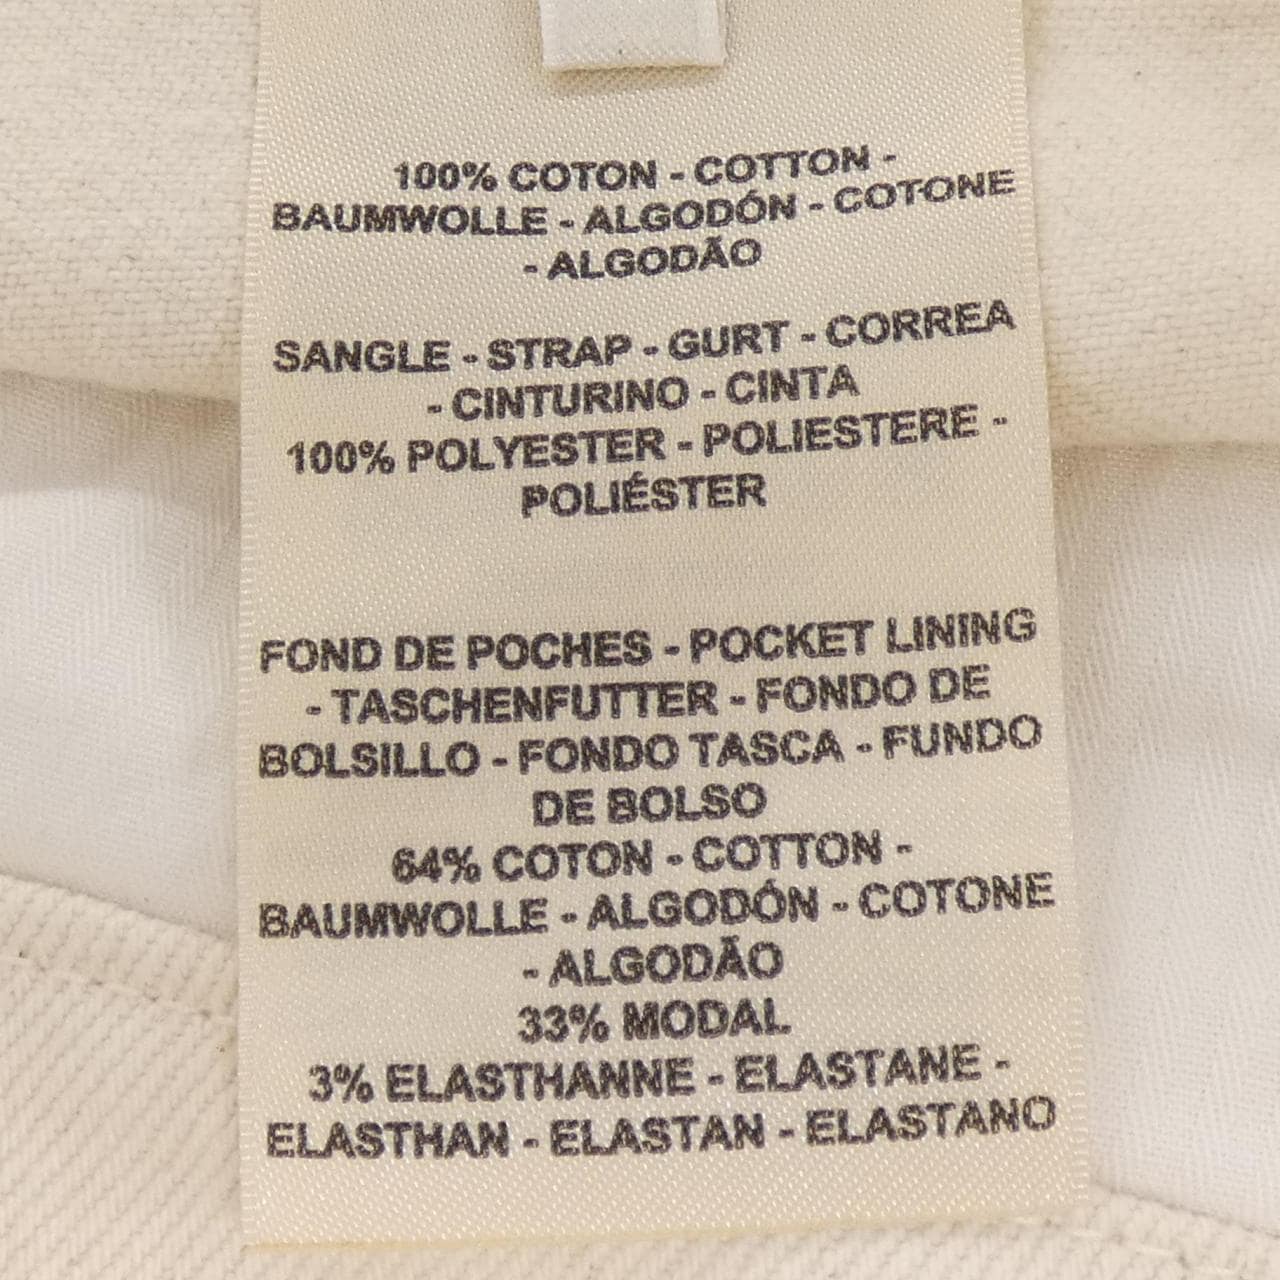 100% COTON - COTTON -
BAUMWOLLE - ALGODÓN - COTONE
- ALGODÃO
SANGLE - STRAP - GURT - CORREA
- CINTURINO - CINTA
100% POLYESTER - POLIESTERE -
POLIÉSTER
FOND DE POCHES - POCKET LINING
- TASCHENFUTTER - FONDO DE
BOLSILLO - FONDO TASCA - FUNDO
DE BOLSO
64% COTON - COTTON -
BAUMWOLLE - ALGODÓN - COTONE
- ALGODÃO
33% MODAL
3% ELASTHANNE - ELASTANE -
ELASTHAN - ELASTAN - ELASTANO